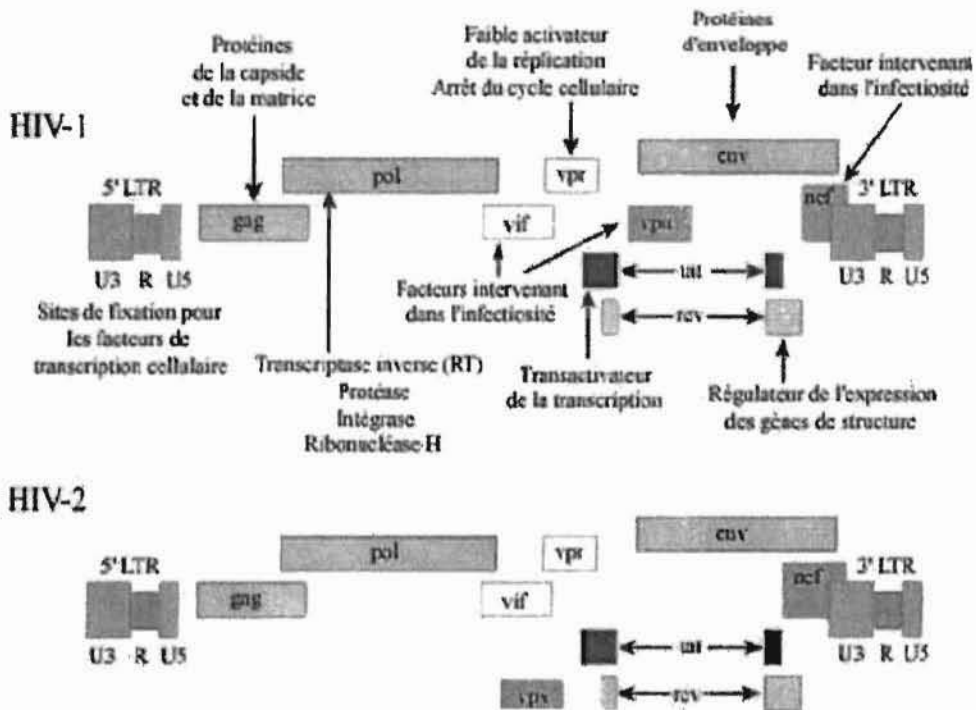 Protéines
de la capside
et de la matrice
Faible activateur
de la réplication
Arrêt du cycle cellulaire
Protéines
d'enveloppe
Facteur intervenant
dans l'infectiosité
HIV-1
5' LTR
gag
pol
vpr
vif
vpu
env
nef
3' LTR
U3 R U5
tat
rev
U3 R U5
Sites de fixation pour
les facteurs de
transcription cellulaire
Facteurs intervenant
dans l'infectiosité
Transcriptase inverse (RT)
Protéase
Intégrase
Ribonucléase-H
Transactivateur
de la transcription
Régulateur de l'expression
des gènes de structure
HIV-2
5' LTR
gag
pol
vpr
vif
env
nef
3' LTR
U3 R U5
tat
U3 R U5
vpx
rev